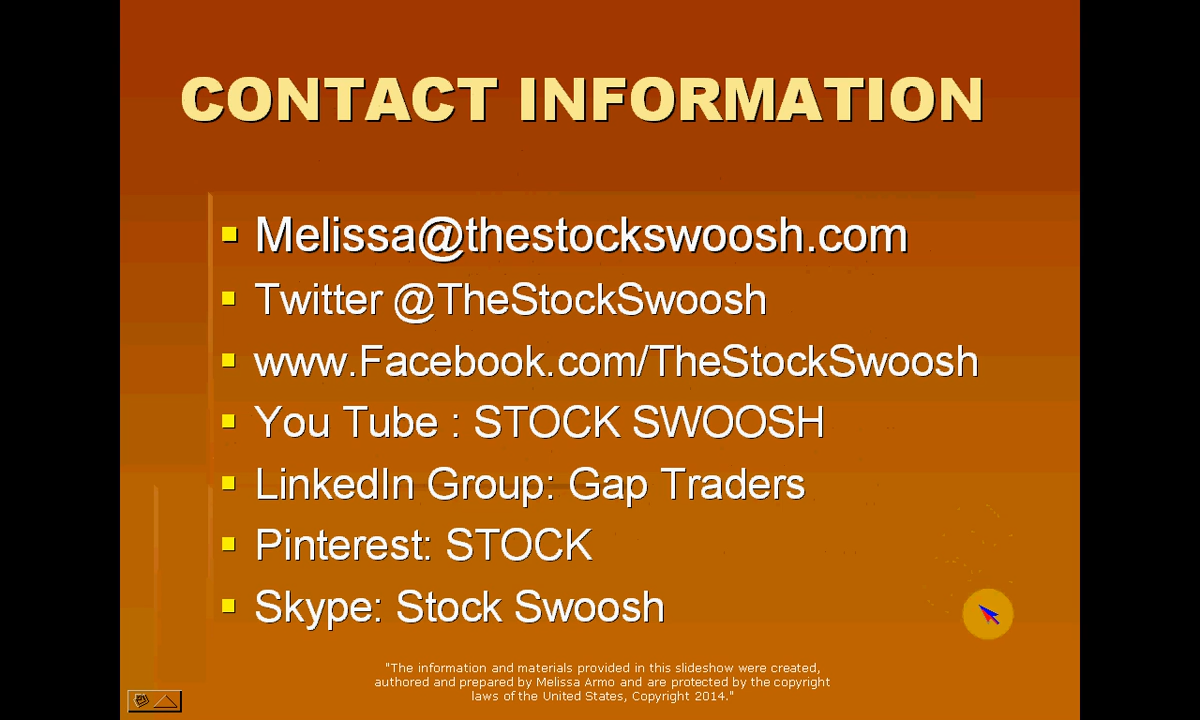 CONTACT INFORMATION
Melissa@thestockswoosh.com
Twitter @TheStockSwoosh
www.Facebook.com/TheStockSwoosh
You Tube : STOCK SWOOSH
LinkedIn Group: Gap Traders
Pinterest: STOCK
Skype: Stock Swoosh
"The information and materials provided in this slideshow were created,
authored and prepared by Melissa Armo and are protected by the copyright
laws of the United States, Copyright 2014."